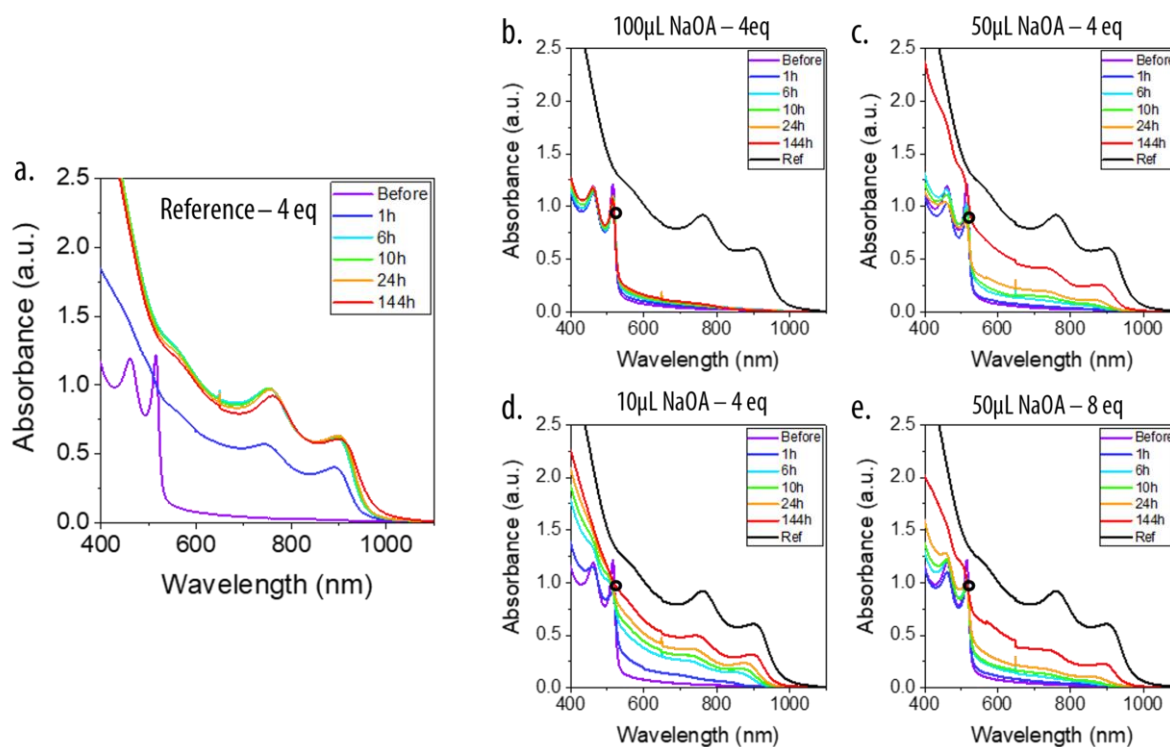 a.
Reference – 4 eq
Before
1h
6h
10h
24h
144h
Absorbance (a.u.)
2.5
2.0
1.5
1.0
0.5
0.0
400 600 800 1000
Wavelength (nm)
b.
100µL NaOA – 4eq
Before
1h
6h
10h
24h
144h
Ref
Absorbance (a.u.)
2.5
2.0
1.5
1.0
0.5
0.0
400 600 800 1000
Wavelength (nm)
c.
50µL NaOA – 4 eq
Before
1h
6h
10h
24h
144h
Ref
Absorbance (a.u.)
2.5
2.0
1.5
1.0
0.5
0.0
400 600 800 1000
Wavelength (nm)
d.
10µL NaOA – 4 eq
Before
1h
6h
10h
24h
144h
Ref
Absorbance (a.u.)
2.5
2.0
1.5
1.0
0.5
0.0
400 600 800 1000
Wavelength (nm)
e.
50µL NaOA – 8 eq
Before
1h
6h
10h
24h
144h
Ref
Absorbance (a.u.)
2.5
2.0
1.5
1.0
0.5
0.0
400 600 800 1000
Wavelength (nm)